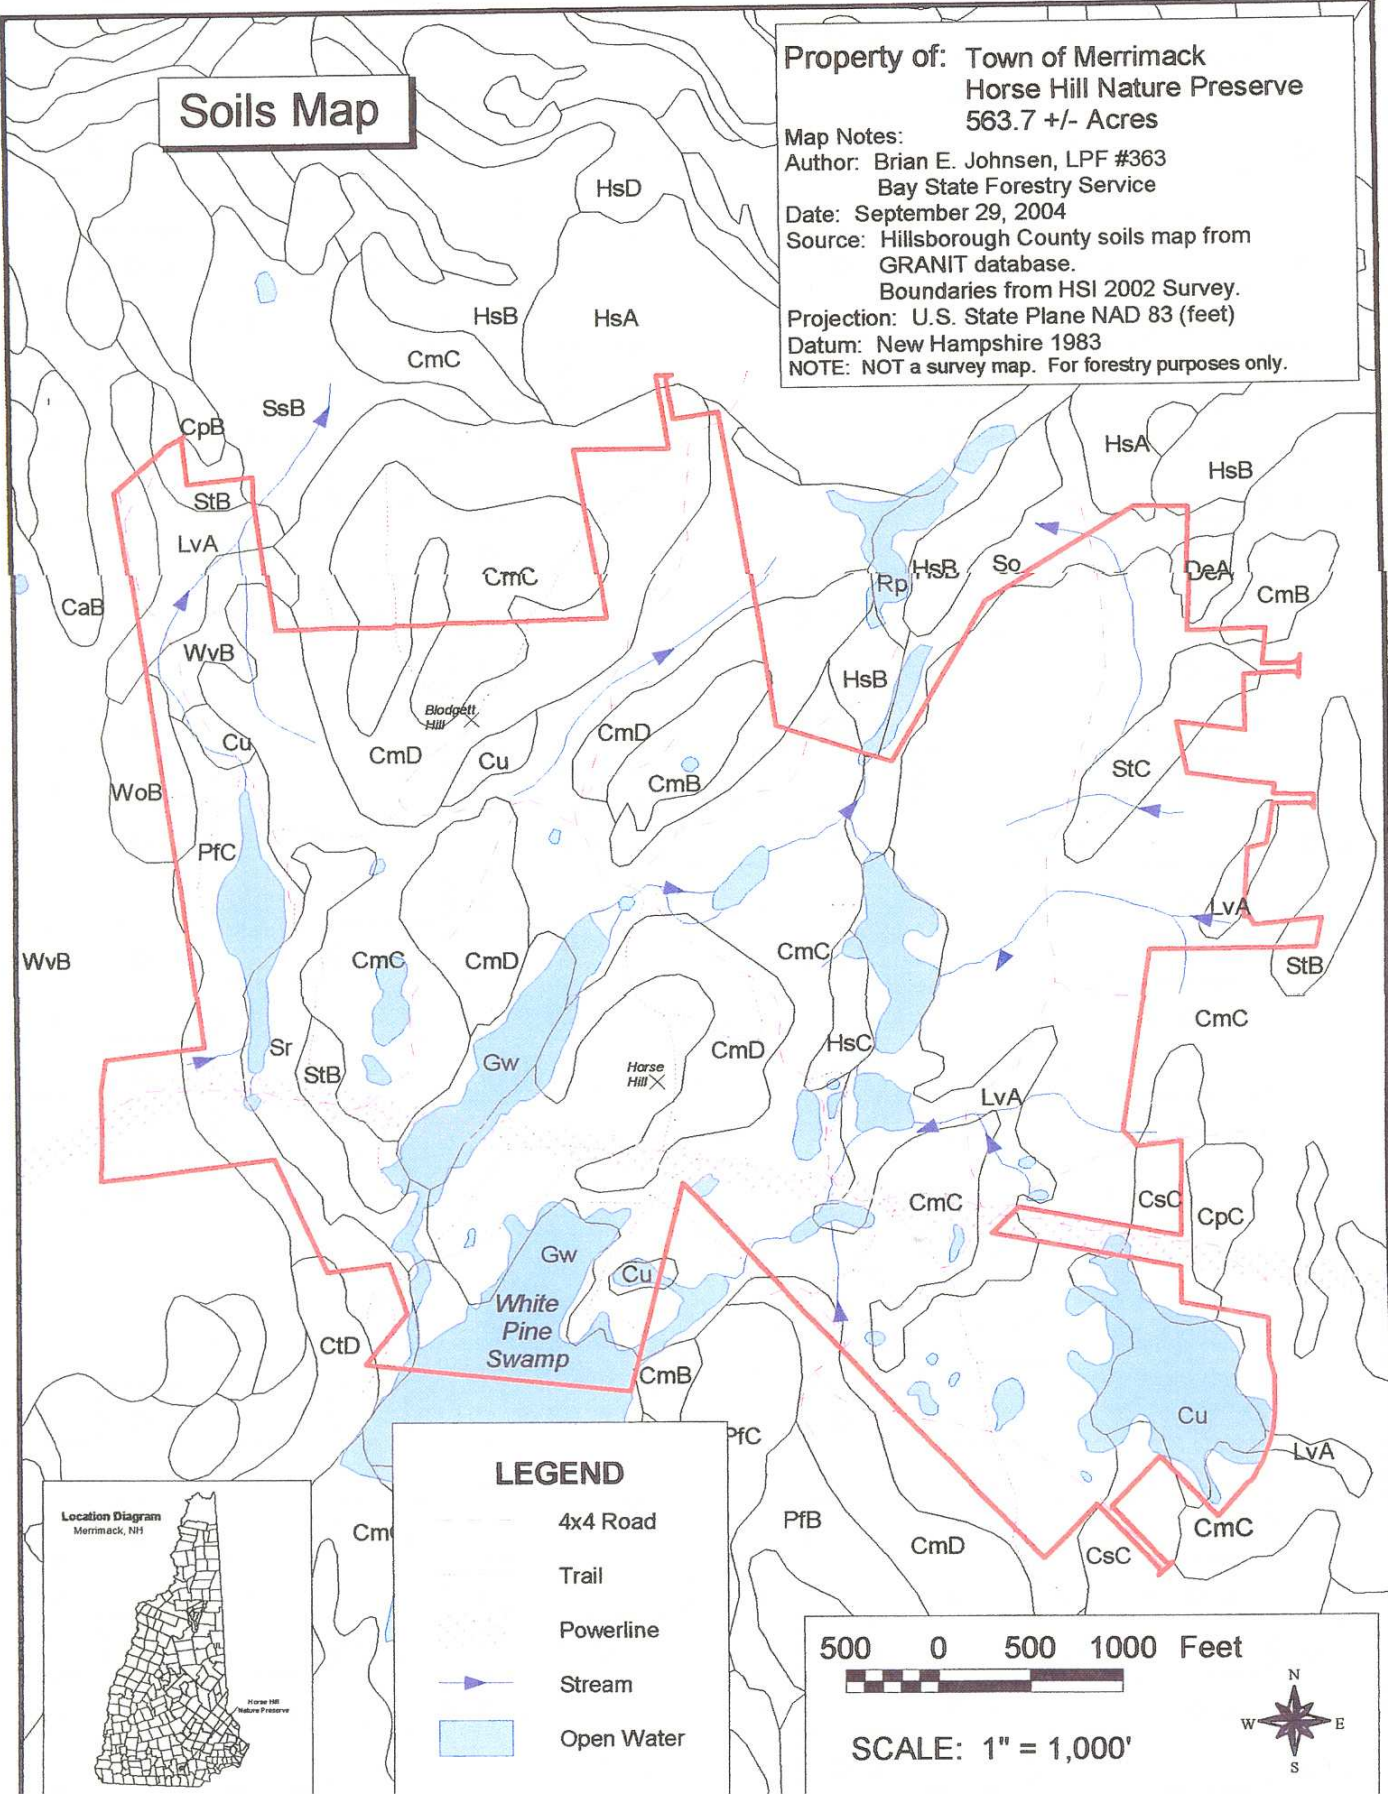 Soils Map
Property of: Town of Merrimack
Horse Hill Nature Preserve
563.7 +/- Acres
Map Notes:
Author: Brian E. Johnsen, LPF #363
Bay State Forestry Service
Date: September 29, 2004
Source: Hillsborough County soils map from
GRANIT database.
Boundaries from HSI 2002 Survey.
Projection: U.S. State Plane NAD 83 (feet)
Datum: New Hampshire 1983
NOTE: NOT a survey map. For forestry purposes only.
HsD
HsB
HsA
CmC
SsB
CpB
HsA
HsB
StB
LvA
CmC
HsB
So
DeA
Rp
CmB
CaB
WvB
HsB
Blodgett
Hill
CmD
Cu
CmD
Cu
CmB
StC
WoB
PfC
LvA
WvB
CmC
CmD
CmC
StB
CmC
Sr
StB
Gw
Horse
Hill
CmD
HsC
LvA
CmC
CsC
CpC
Gw
Cu
White
Pine
Swamp
CtD
CmB
Cu
PfC
LvA
CmC
PfB
CmD
CsC
CmC
LEGEND
4x4 Road
Trail
Powerline
Stream
Open Water
Location Diagram
Merrimack, NH
Horse Hill
Nature Preserve
500 0 500 1000 Feet
SCALE: 1" = 1,000'
N
W E
S